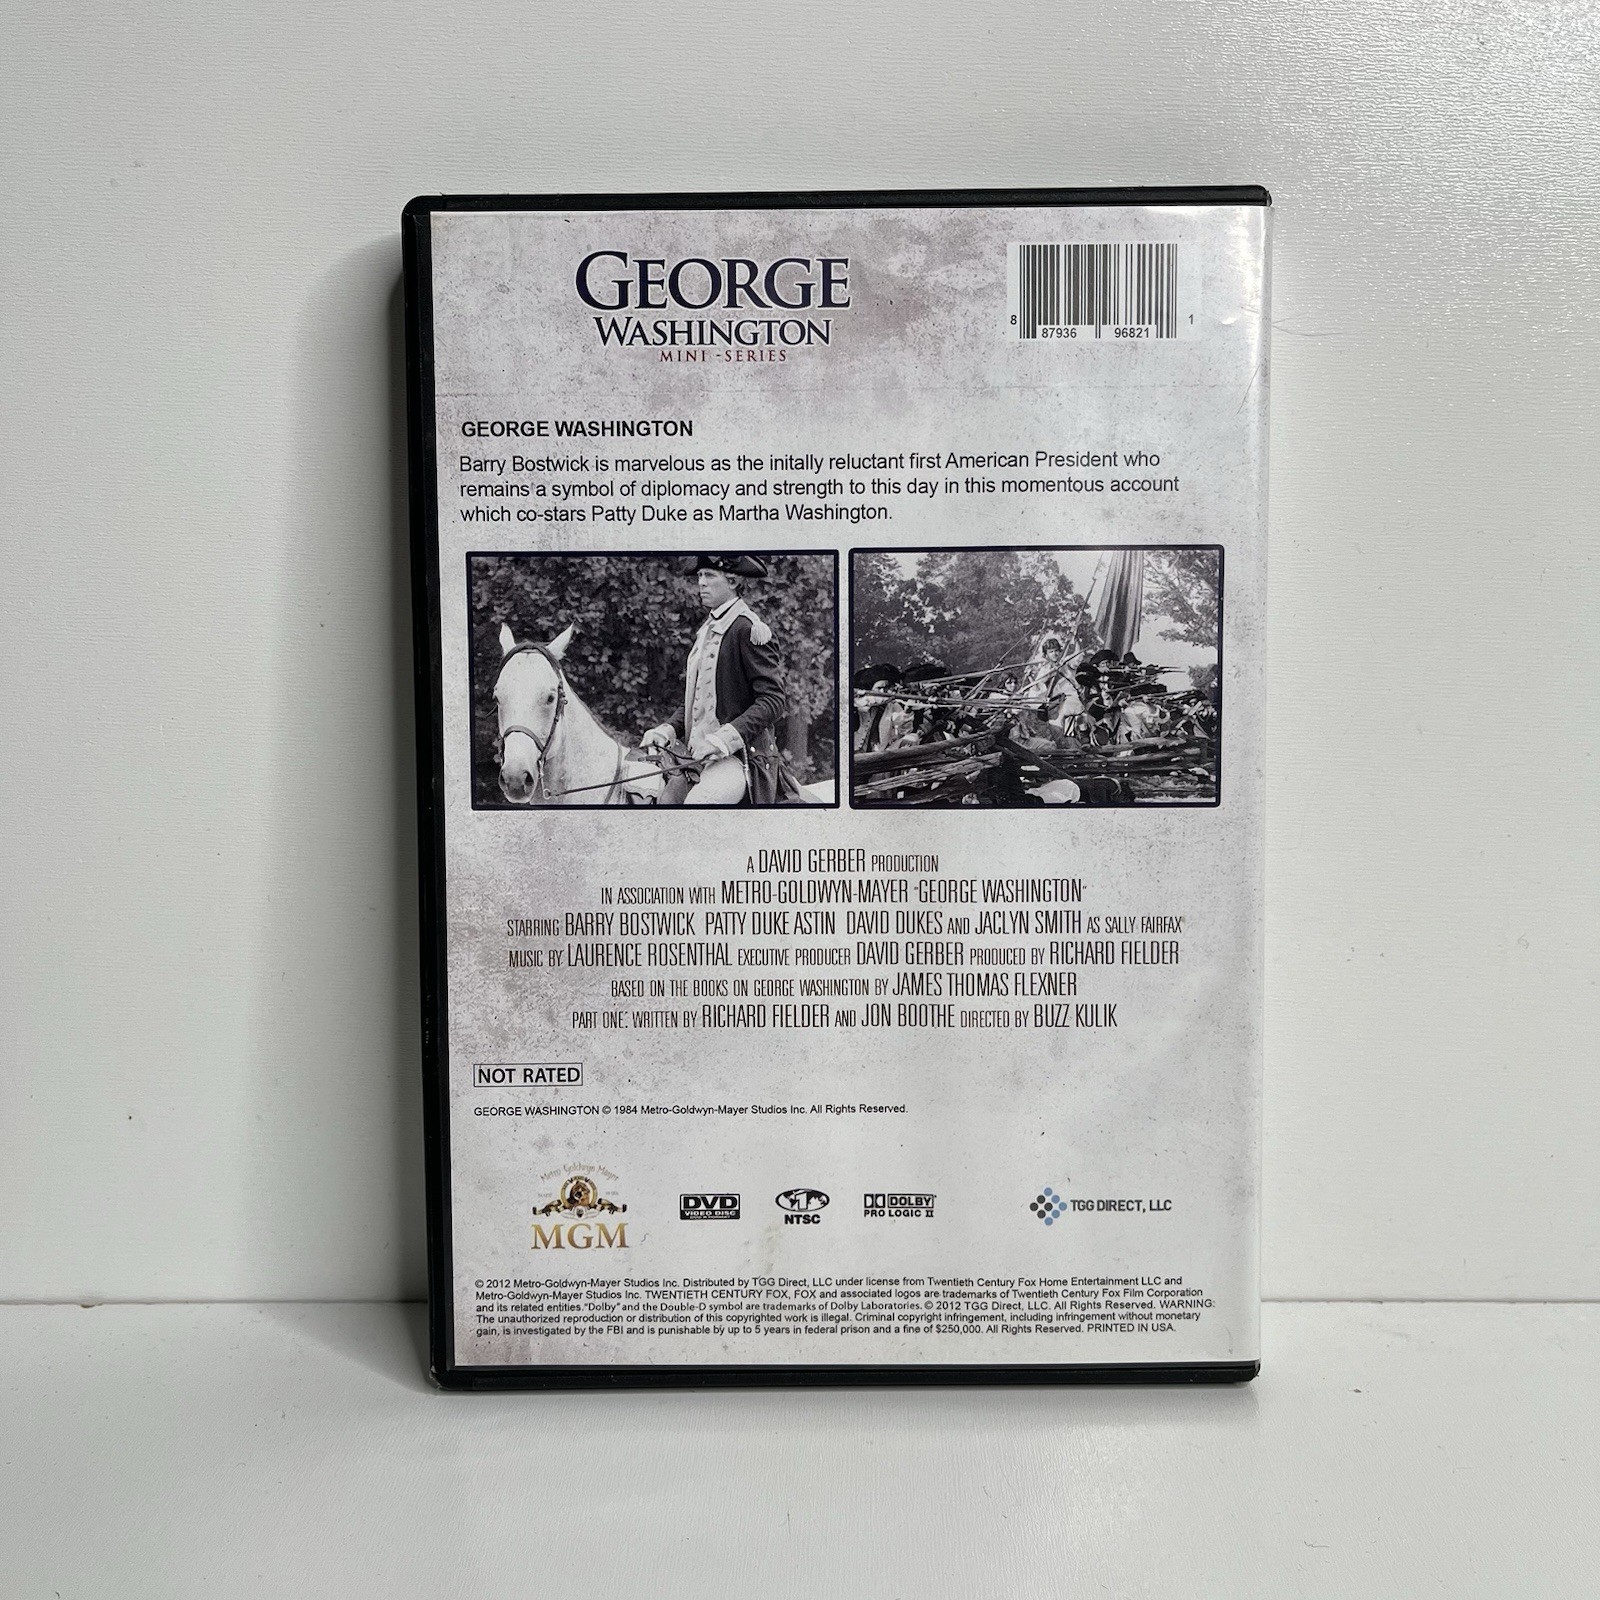 GEORGE
WASHINGTON
MINI-SERIES
8 87936 96821 1
GEORGE WASHINGTON
Barry Bostwick is marvelous as the initally reluctant first American President who
remains a symbol of diplomacy and strength to this day in this momentous account
which co-stars Patty Duke as Martha Washington.
A DAVID GERBER PRODUCTION
IN ASSOCIATION WITH METRO-GOLDWYN-MAYER "GEORGE WASHINGTON"
STARRING BARRY BOSTWICK PATTY DUKE ASTIN DAVID DUKES AND JACLYN SMITH AS SALLY FAIRFAX
MUSIC BY LAURENCE ROSENTHAL EXECUTIVE PRODUCER DAVID GERBER PRODUCED BY RICHARD FIELDER
BASED ON THE BOOKS ON GEORGE WASHINGTON BY JAMES THOMAS FLEXNER
PART ONE: WRITTEN BY RICHARD FIELDER AND JON BOOTHE DIRECTED BY BUZZ KULIK
NOT RATED
GEORGE WASHINGTON © 1984 Metro-Goldwyn-Mayer Studios Inc. All Rights Reserved.
Metro Goldwyn Mayer
MGM
DVD
VIDEO DISC
NTSC
DOLBY
PRO LOGIC II
TGG DIRECT, LLC
© 2012 Metro-Goldwyn-Mayer Studios Inc. Distributed by TGG Direct, LLC under license from Twentieth Century Fox Home Entertainment LLC and
Metro-Goldwyn-Mayer Studios Inc. TWENTIETH CENTURY FOX, FOX and associated logos are trademarks of Twentieth Century Fox Film Corporation
and its related entities."Dolby" and the Double-D symbol are trademarks of Dolby Laboratories. © 2012 TGG Direct, LLC. All Rights Reserved. WARNING:
The unauthorized reproduction or distribution of this copyrighted work is illegal. Criminal copyright infringement, including infringement without monetary
gain, is investigated by the FBI and is punishable by up to 5 years in federal prison and a fine of $250,000. All Rights Reserved. PRINTED IN USA.